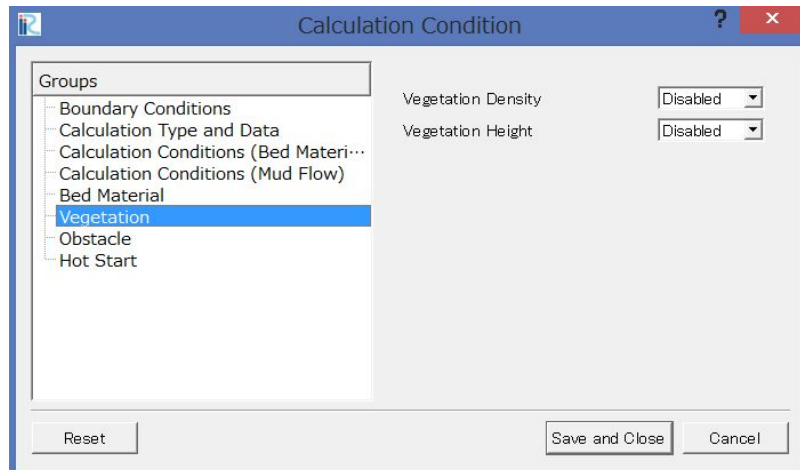 iRiC
Calculation Condition
? ×
Groups
Boundary Conditions
Calculation Type and Data
Calculation Conditions (Bed Materi···
Calculation Conditions (Mud Flow)
Bed Material
Vegetation
Obstacle
Hot Start
Vegetation Density Disabled
Vegetation Height Disabled
Reset Save and Close Cancel